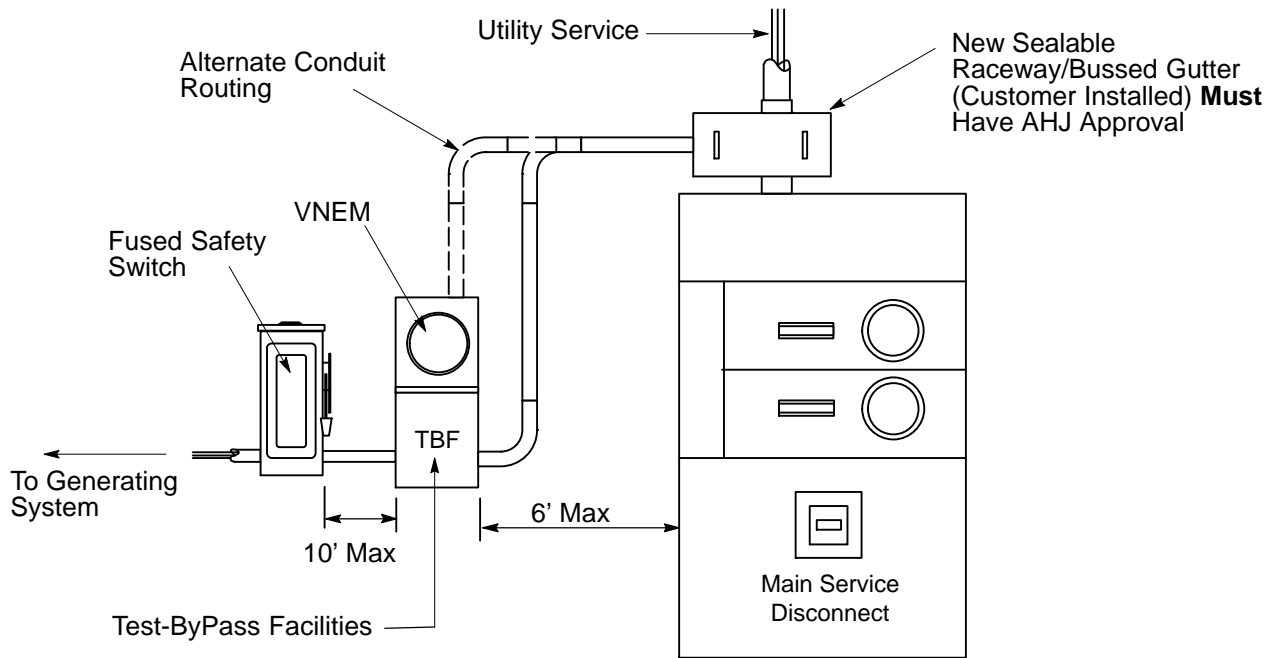 Utility Service
New Sealable
Raceway/Bussed Gutter
(Customer Installed) Must
Have AHJ Approval
Alternate Conduit
Routing
VNEM
Fused Safety
Switch
TBF
To Generating
System
10' Max
6' Max
Main Service
Disconnect
Test-ByPass Facilities